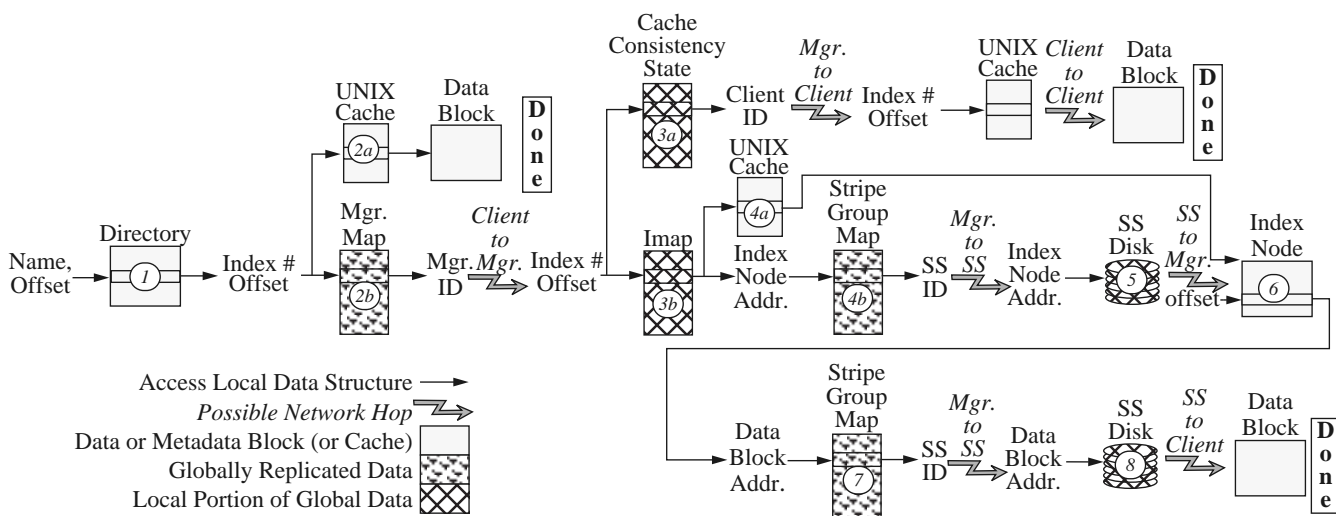 Name,
Offset
Directory
1
Index #
Offset
UNIX
Cache
2a
Data
Block
Done
Mgr.
Map
2b
Mgr.
ID
Client
to
Mgr.
Index #
Offset
Cache
Consistency
State
3a
Client
ID
Mgr.
to
Client
Index #
Offset
UNIX
Cache
Client
to
Client
Data
Block
Done
Imap
3b
UNIX
Cache
4a
Index
Node
Addr.
Stripe
Group
Map
4b
SS
ID
Mgr.
to
SS
Index
Node
Addr.
SS
Disk
5
SS
to
Mgr.
offset
Index
Node
6
Data
Block
Addr.
Stripe
Group
Map
7
SS
ID
Mgr.
to
SS
Data
Block
Addr.
SS
Disk
8
SS
to
Client
Data
Block
Done
Access Local Data Structure
Possible Network Hop
Data or Metadata Block (or Cache)
Globally Replicated Data
Local Portion of Global Data